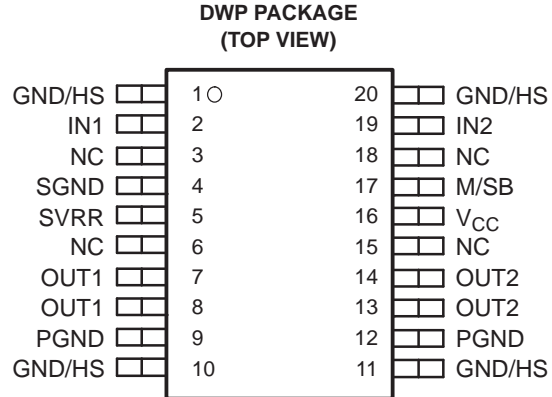 DWP PACKAGE
(TOP VIEW)
GND/HS 1 20 GND/HS
IN1 2 19 IN2
NC 3 18 NC
SGND 4 17 M/SB
SVRR 5 16 VCC
NC 6 15 NC
OUT1 7 14 OUT2
OUT1 8 13 OUT2
PGND 9 12 PGND
GND/HS 10 11 GND/HS